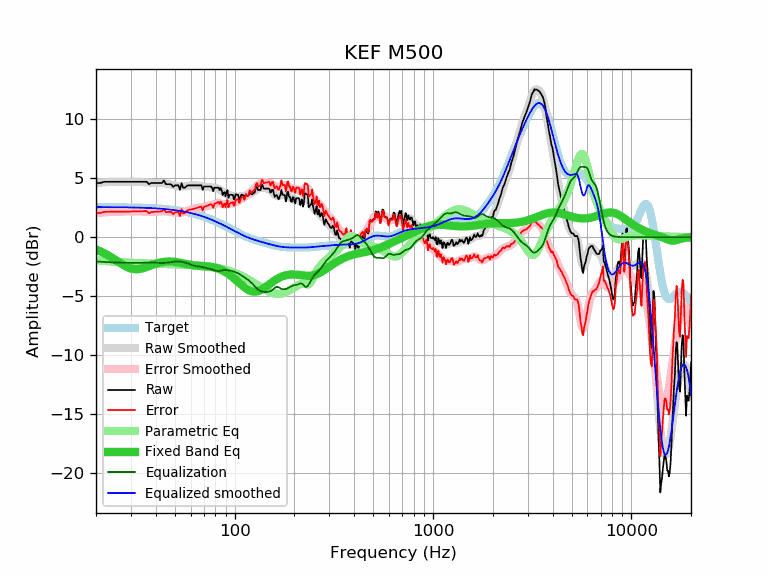 KEF M500
Amplitude (dBr)
10
5
0
−5
−10
−15
−20
Target
Raw Smoothed
Error Smoothed
Raw
Error
Parametric Eq
Fixed Band Eq
Equalization
Equalized smoothed
100
1000
10000
Frequency (Hz)